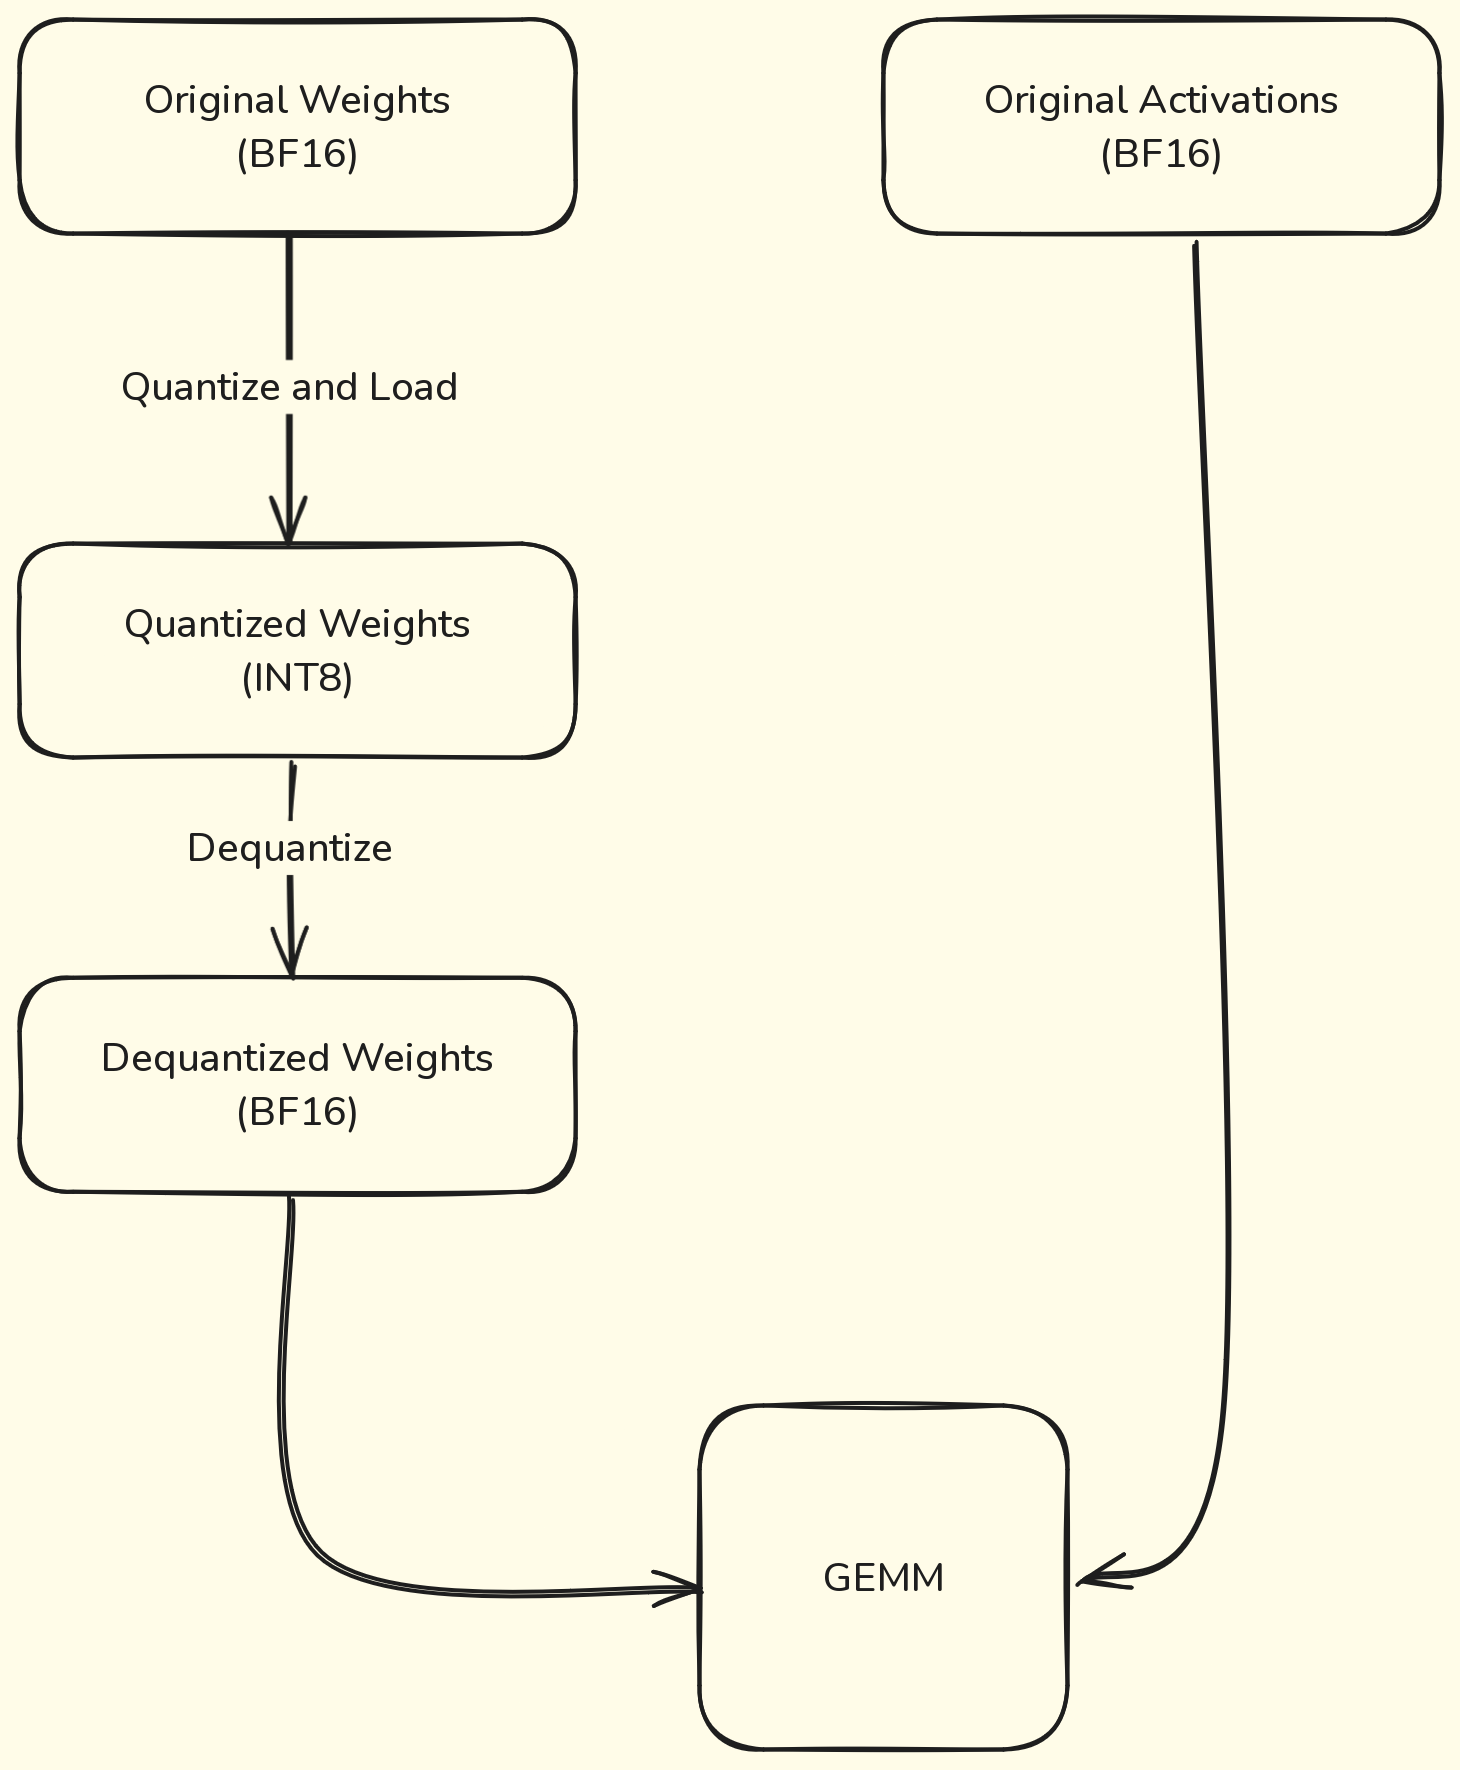 Original Weights
(BF16)
Original Activations
(BF16)
Quantize and Load
Quantized Weights
(INT8)
Dequantize
Dequantized Weights
(BF16)
GEMM